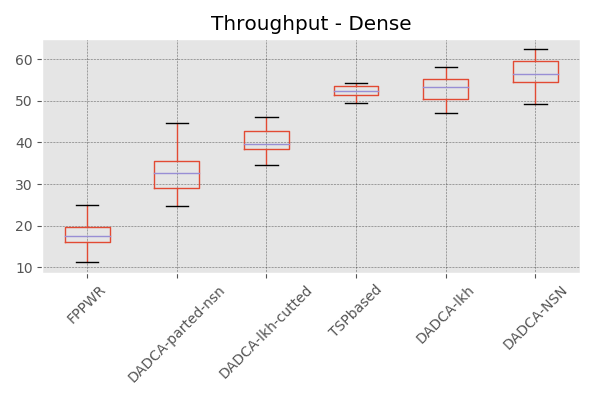 Throughput - Dense
60
50
40
30
20
10
FPPWR
DADCA-parted-nsn
DADCA-lkh-cutted
TSPbased
DADCA-lkh
DADCA-NSN